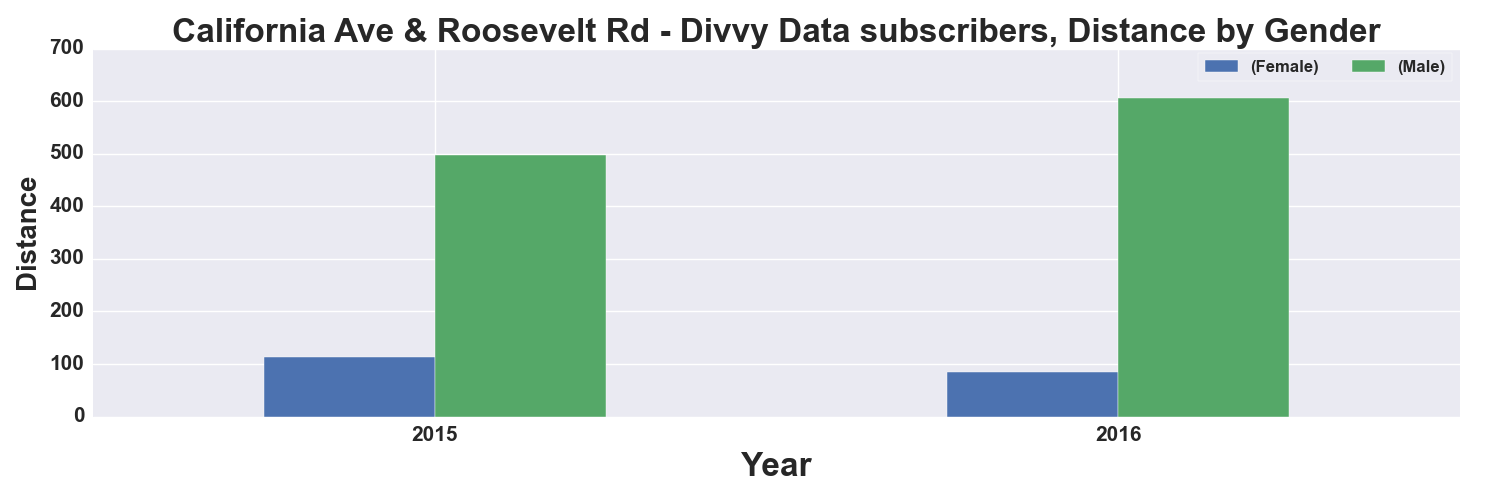 California Ave & Roosevelt Rd - Divvy Data subscribers, Distance by Gender
(Female) (Male)
700
600
500
400
300
200
100
0
Distance
2015 2016
Year